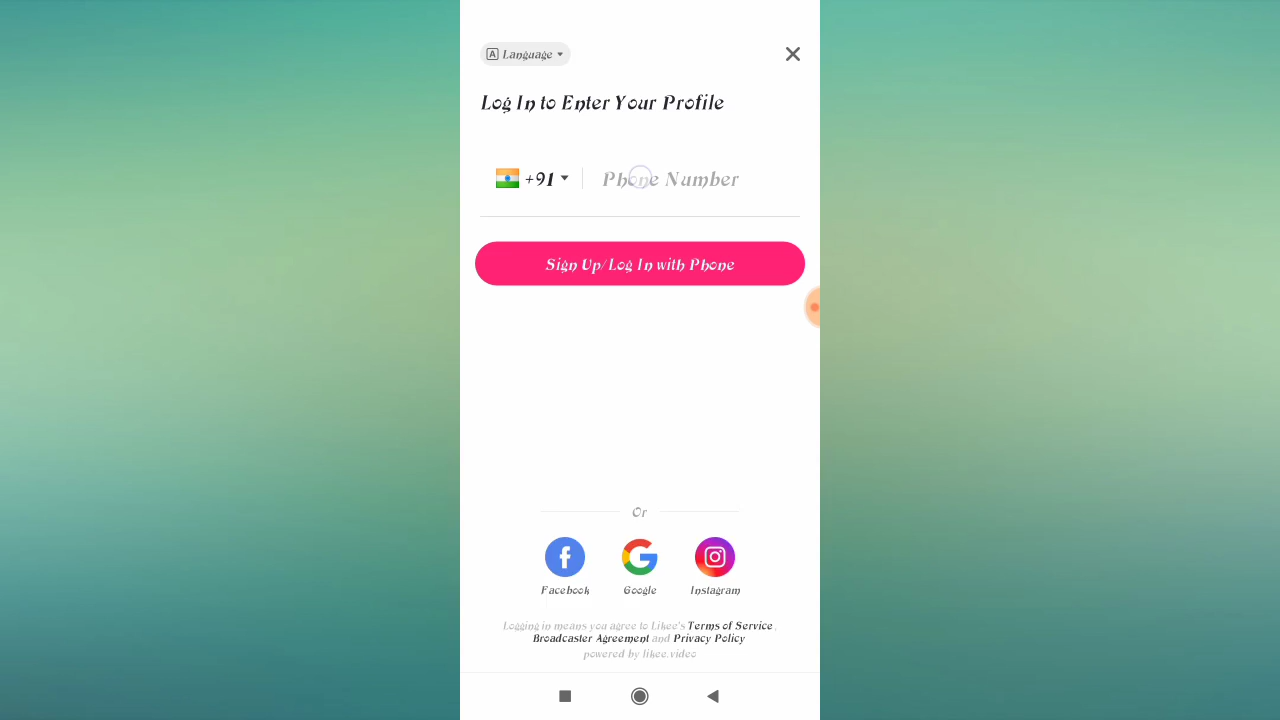 A Language
Log In to Enter Your Profile
+91 Phone Number
Sign Up/Log In with Phone
Or
Facebook Google Instagram
Logging in means you agree to Likee's Terms of Service,
Broadcaster Agreement and Privacy Policy
powered by likee.video